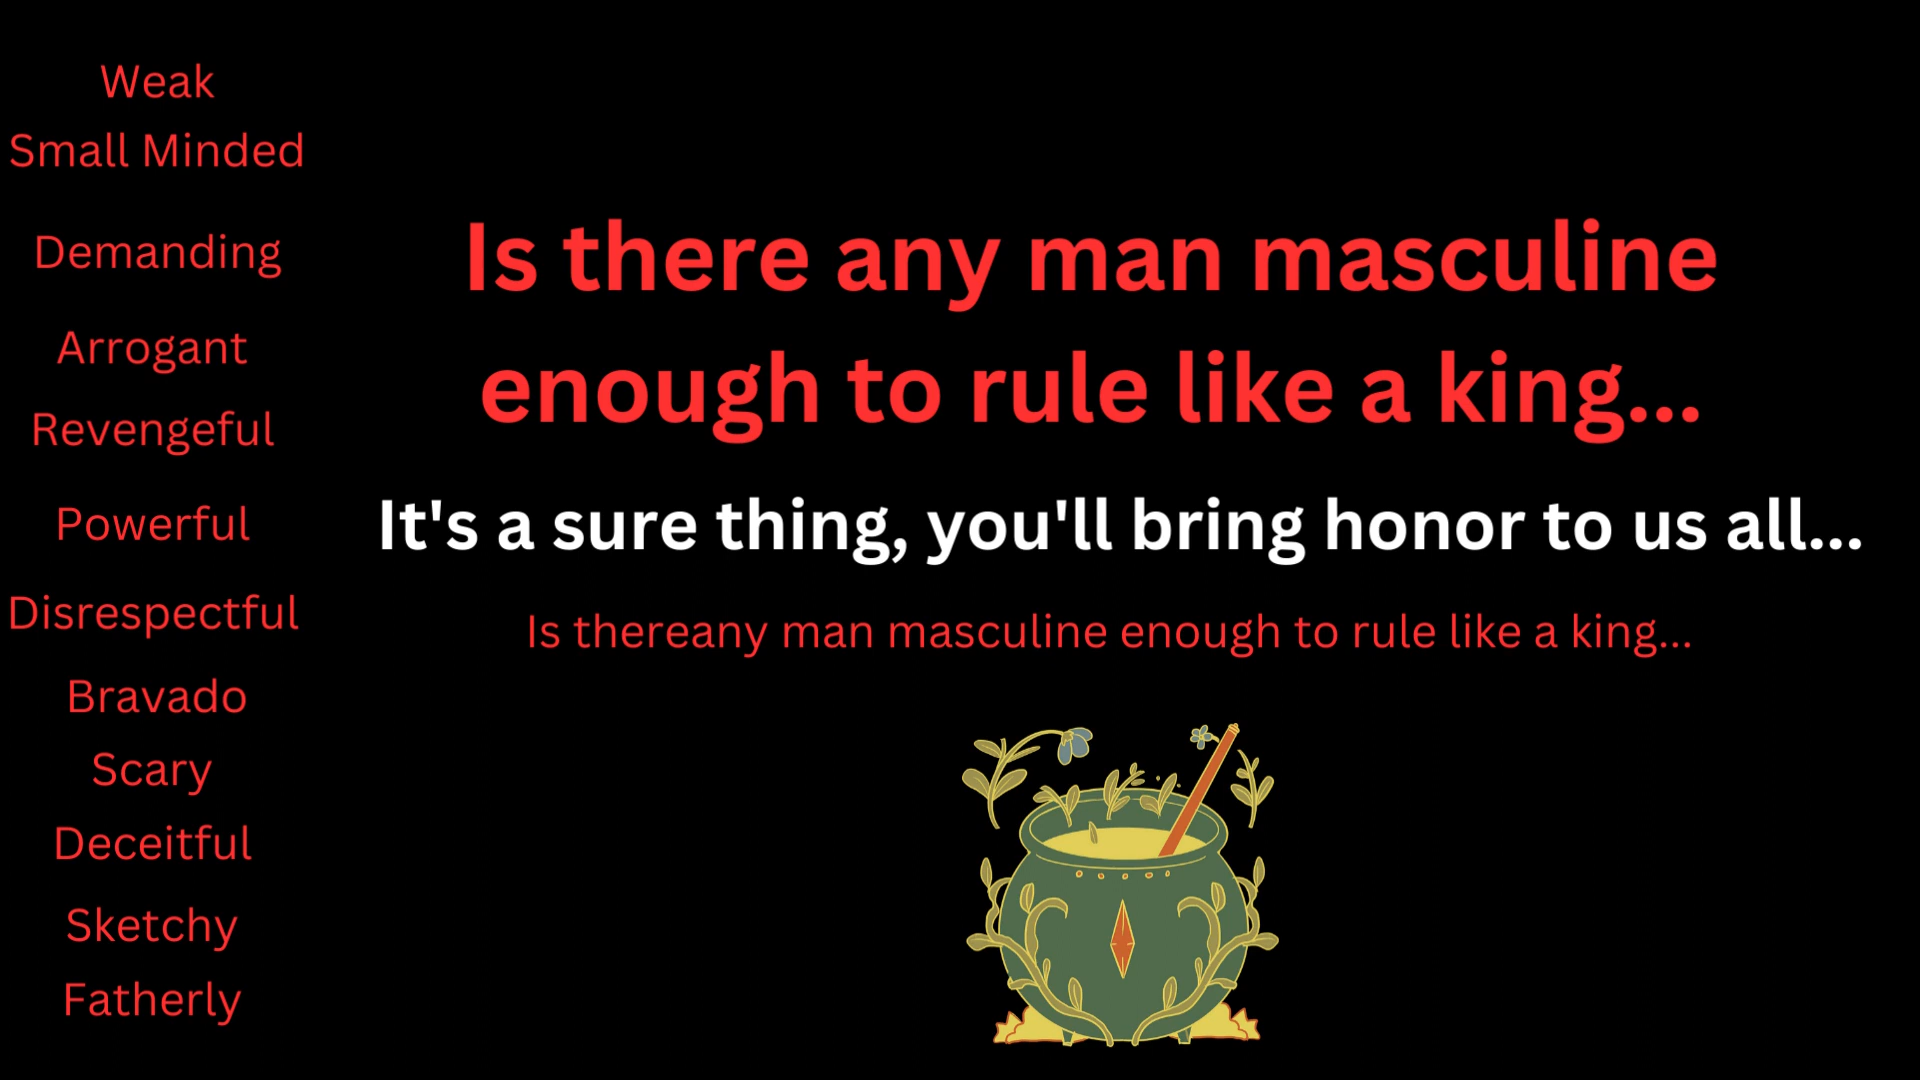 Weak
Small Minded
Demanding
Arrogant
Revengeful
Powerful
Disrespectful
Bravado
Scary
Deceitful
Sketchy
Fatherly
Is there any man masculine
enough to rule like a king...
It's a sure thing, you'll bring honor to us all...
Is thereany man masculine enough to rule like a king...